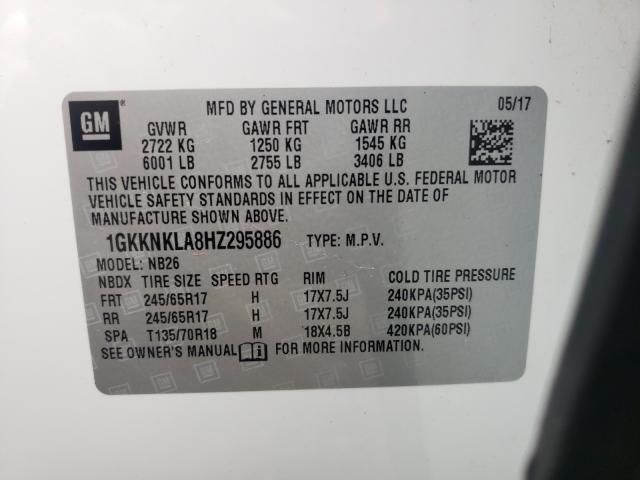 GM
MFD BY GENERAL MOTORS LLC 05/17
GVWR GAWR FRT GAWR RR
2722 KG 1250 KG 1545 KG
6001 LB 2755 LB 3406 LB
THIS VEHICLE CONFORMS TO ALL APPLICABLE U.S. FEDERAL MOTOR
VEHICLE SAFETY STANDARDS IN EFFECT ON THE DATE OF
MANUFACTURE SHOWN ABOVE.
1GKKNKLA8HZ295886 TYPE: M.P.V.
MODEL: NB26
NBDX TIRE SIZE SPEED RTG RIM COLD TIRE PRESSURE
FRT 245/65R17 H 17X7.5J 240KPA(35PSI)
RR 245/65R17 H 17X7.5J 240KPA(35PSI)
SPA T135/70R18 M 18X4.5B 420KPA(60PSI)
SEE OWNER'S MANUAL i FOR MORE INFORMATION.